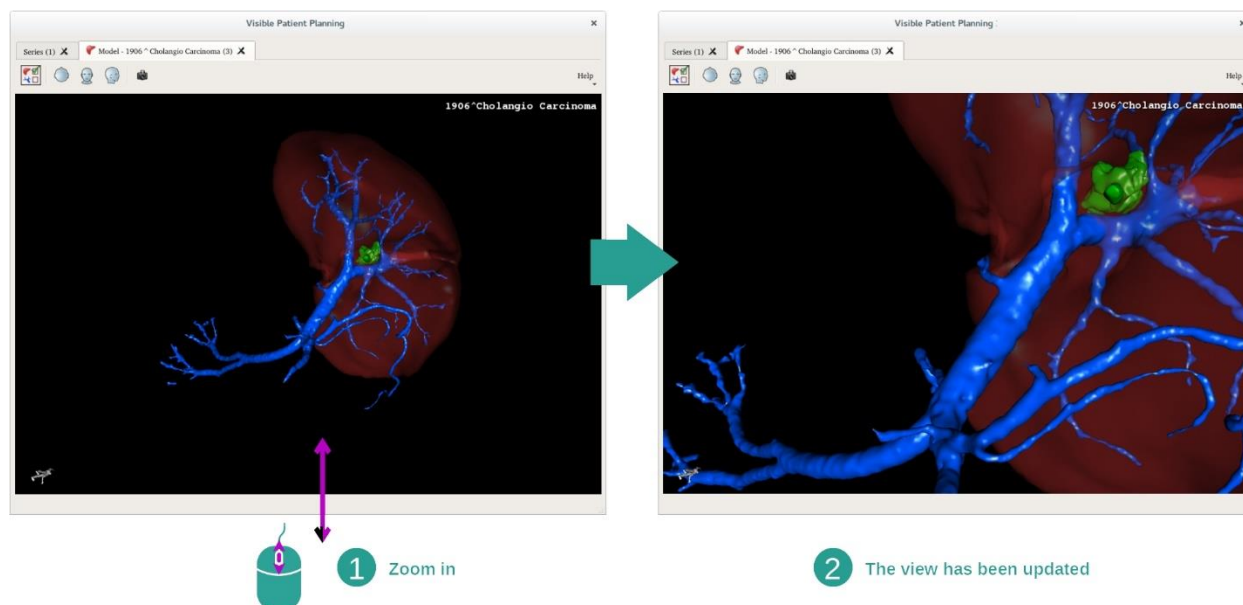 Visible Patient Planning
Series (1) Model - 1906 ^ Cholangio Carcinoma (3)
Help
1906^Cholangio Carcinoma
Visible Patient Planning
Series (1) Model - 1906 ^ Cholangio Carcinoma (3)
Help
1906^Cholangio Carcinoma
1 Zoom in
2 The view has been updated